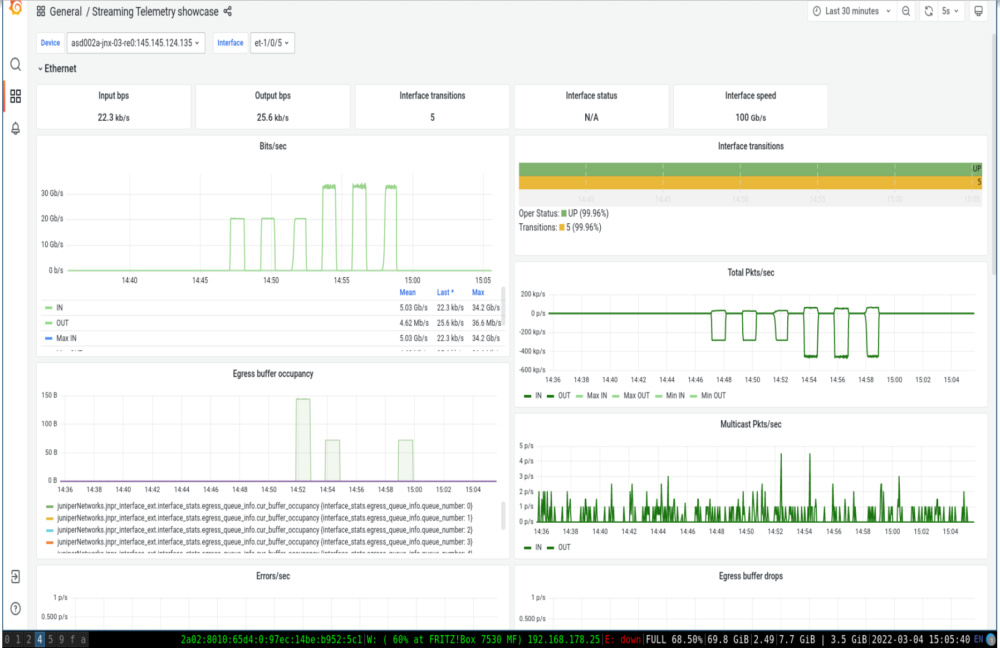 General / Streaming Telemetry showcase
Last 30 minutes
5s
Device asd002a-jnx-03-re0:145.145.124.135 Interface et-1/0/5
Ethernet
Input bps
22.3 kb/s
Output bps
25.6 kb/s
Interface transitions
5
Interface status
N/A
Interface speed
100 Gb/s
Bits/sec
30 Gb/s
20 Gb/s
10 Gb/s
0 b/s
14:40 14:45 14:50 14:55 15:00 15:05
Mean Last * Max
IN 5.03 Gb/s 22.3 kb/s 34.2 Gb/s
OUT 4.62 Mb/s 25.6 kb/s 36.6 Mb/s
Max IN 5.03 Gb/s 22.3 kb/s 34.2 Gb/s
Interface transitions
UP
5
14:40 14:45 14:50 14:55 15:00 15:05
Oper Status: UP (99.96%)
Transitions: 5 (99.96%)
Total Pkts/sec
200 kp/s
0 p/s
-200 kp/s
-400 kp/s
-600 kp/s
14:36 14:38 14:40 14:42 14:44 14:46 14:48 14:50 14:52 14:54 14:56 14:58 15:00 15:02 15:04
IN OUT Max IN Max OUT Min IN Min OUT
Egress buffer occupancy
150 B
100 B
50 B
0 B
14:36 14:38 14:40 14:42 14:44 14:46 14:48 14:50 14:52 14:54 14:56 14:58 15:00 15:02 15:04
juniperNetworks.jnpr_interface_ext.interface_stats.egress_queue_info.cur_buffer_occupancy {interface_stats.egress_queue_info.queue_number: 0}
juniperNetworks.jnpr_interface_ext.interface_stats.egress_queue_info.cur_buffer_occupancy {interface_stats.egress_queue_info.queue_number: 1}
juniperNetworks.jnpr_interface_ext.interface_stats.egress_queue_info.cur_buffer_occupancy {interface_stats.egress_queue_info.queue_number: 2}
juniperNetworks.jnpr_interface_ext.interface_stats.egress_queue_info.cur_buffer_occupancy {interface_stats.egress_queue_info.queue_number: 3}
Multicast Pkts/sec
5 p/s
4 p/s
3 p/s
2 p/s
1 p/s
0 p/s
14:36 14:38 14:40 14:42 14:44 14:46 14:48 14:50 14:52 14:54 14:56 14:58 15:00 15:02 15:04
IN OUT
Errors/sec
1 p/s
0.500 p/s
Egress buffer drops
1 p/s
0.500 p/s
0 1 2 4 5 9 f a
2a02:8010:65d4:0:97ec:14be:b952:5c1|W: ( 60% at FRITZ!Box 7530 MF) 192.168.178.25|E: down|FULL 68.50%|69.8 GiB|2.49|7.7 GiB | 3.5 GiB|2022-03-04 15:05:40 EN